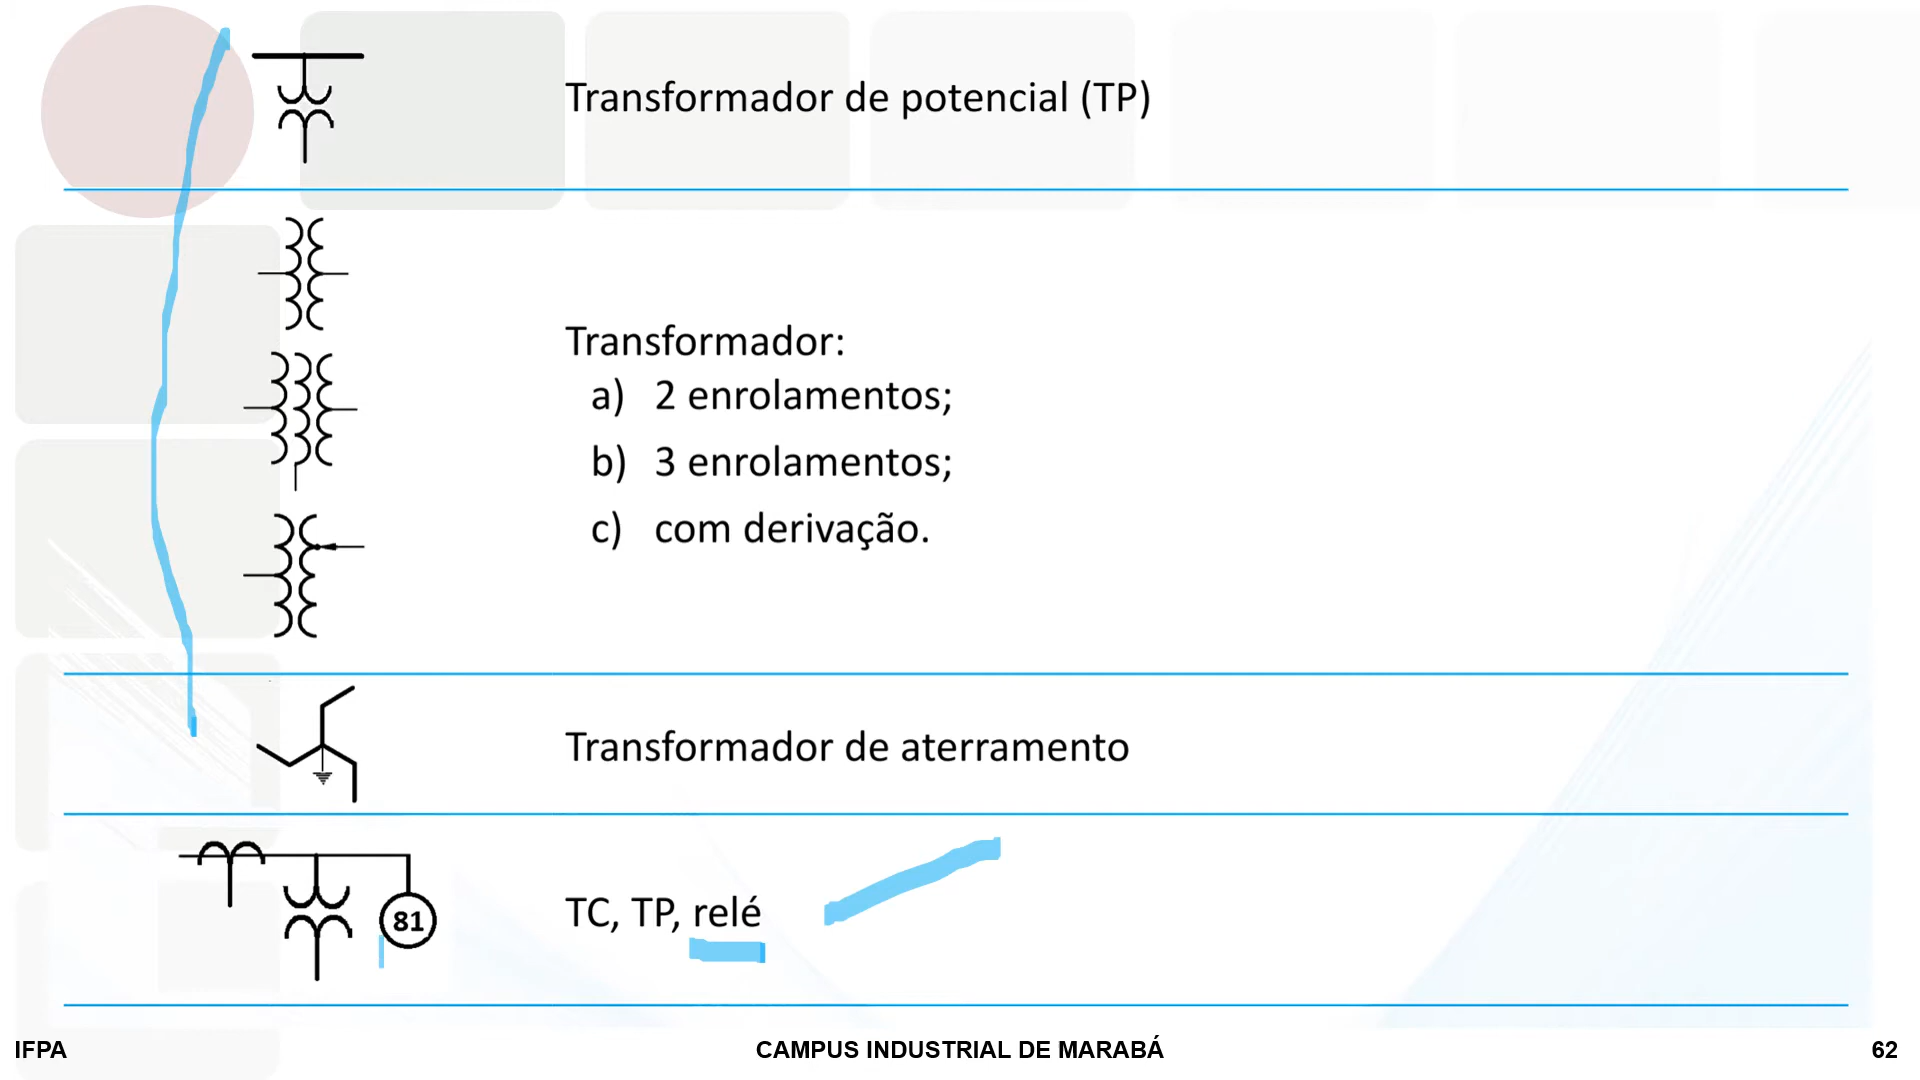 Transformador de potencial (TP)
Transformador:
a) 2 enrolamentos;
b) 3 enrolamentos;
c) com derivação.
Transformador de aterramento
81
TC, TP, relé
IFPA
CAMPUS INDUSTRIAL DE MARABÁ
62